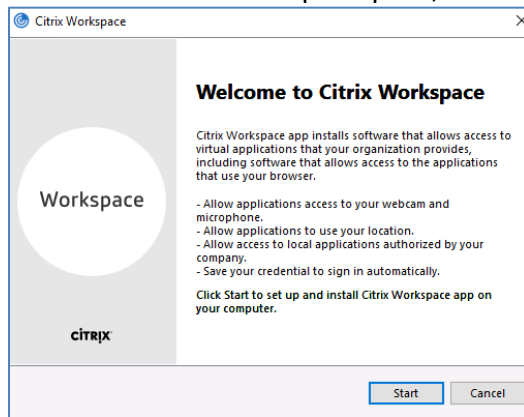 Citrix Workspace
Welcome to Citrix Workspace
Citrix Workspace app installs software that allows access to
virtual applications that your organization provides,
including software that allows access to the applications
that use your browser.
- Allow applications access to your webcam and
microphone.
- Allow applications to use your location.
- Allow access to local applications authorized by your
company.
- Save your credential to sign in automatically.
Click Start to set up and install Citrix Workspace app on
your computer.
Workspace
CİTRIX
Start Cancel